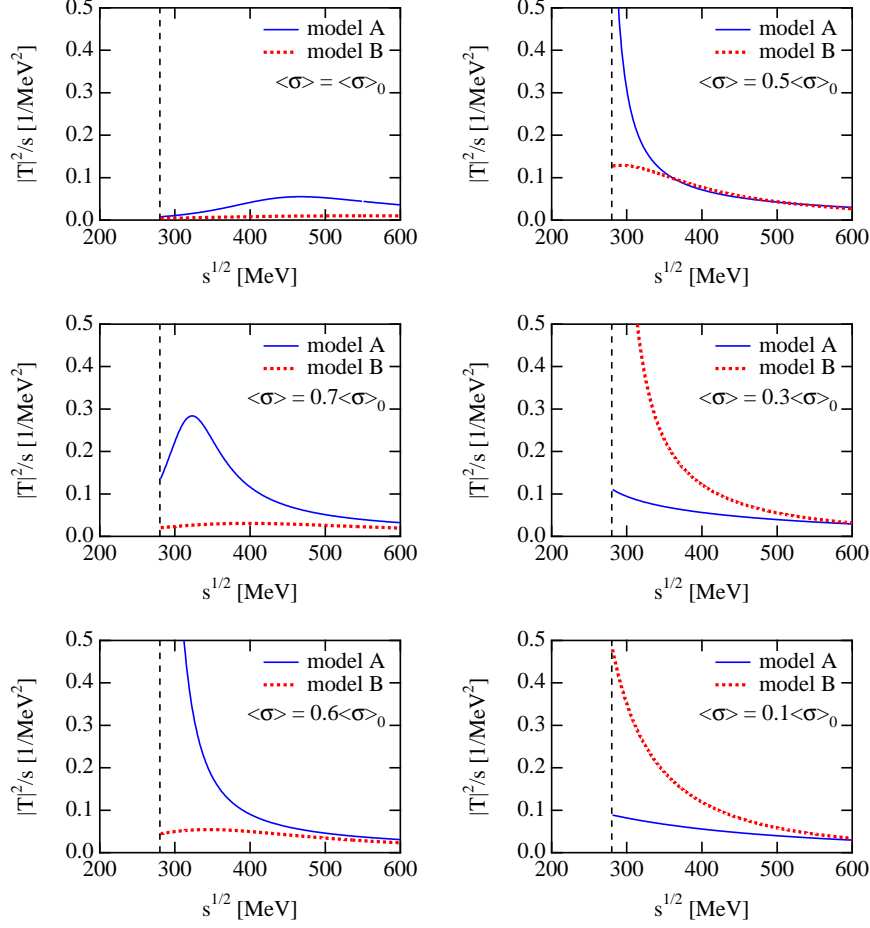 0.5
0.4
0.3
0.2
0.1
0.0
|T|²/s [1/MeV²]
model A
model B
<σ> = <σ>₀
200 300 400 500 600
s^{1/2} [MeV]
0.5
0.4
0.3
0.2
0.1
0.0
|T|²/s [1/MeV²]
model A
model B
<σ> = 0.5<σ>₀
200 300 400 500 600
s^{1/2} [MeV]
0.5
0.4
0.3
0.2
0.1
0.0
|T|²/s [1/MeV²]
model A
model B
<σ> = 0.7<σ>₀
200 300 400 500 600
s^{1/2} [MeV]
0.5
0.4
0.3
0.2
0.1
0.0
|T|²/s [1/MeV²]
model A
model B
<σ> = 0.3<σ>₀
200 300 400 500 600
s^{1/2} [MeV]
0.5
0.4
0.3
0.2
0.1
0.0
|T|²/s [1/MeV²]
model A
model B
<σ> = 0.6<σ>₀
200 300 400 500 600
s^{1/2} [MeV]
0.5
0.4
0.3
0.2
0.1
0.0
|T|²/s [1/MeV²]
model A
model B
<σ> = 0.1<σ>₀
200 300 400 500 600
s^{1/2} [MeV]